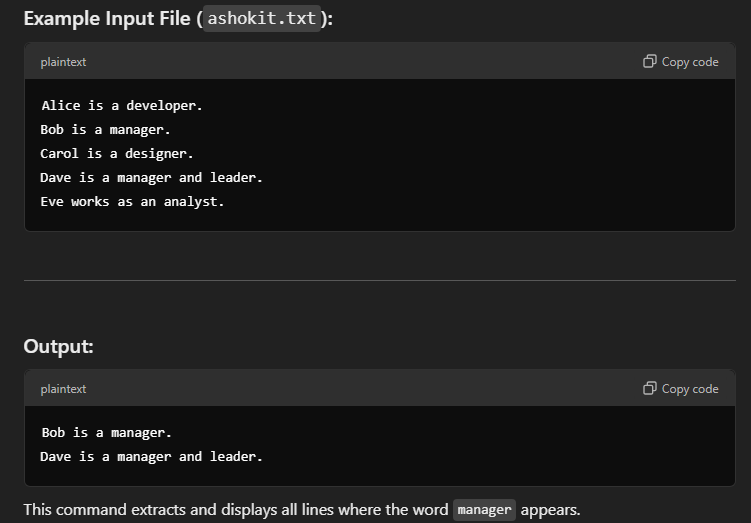 Example Input File (ashokit.txt):
plaintext
Copy code
Alice is a developer.
Bob is a manager.
Carol is a designer.
Dave is a manager and leader.
Eve works as an analyst.
Output:
plaintext
Copy code
Bob is a manager.
Dave is a manager and leader.
This command extracts and displays all lines where the word manager appears.